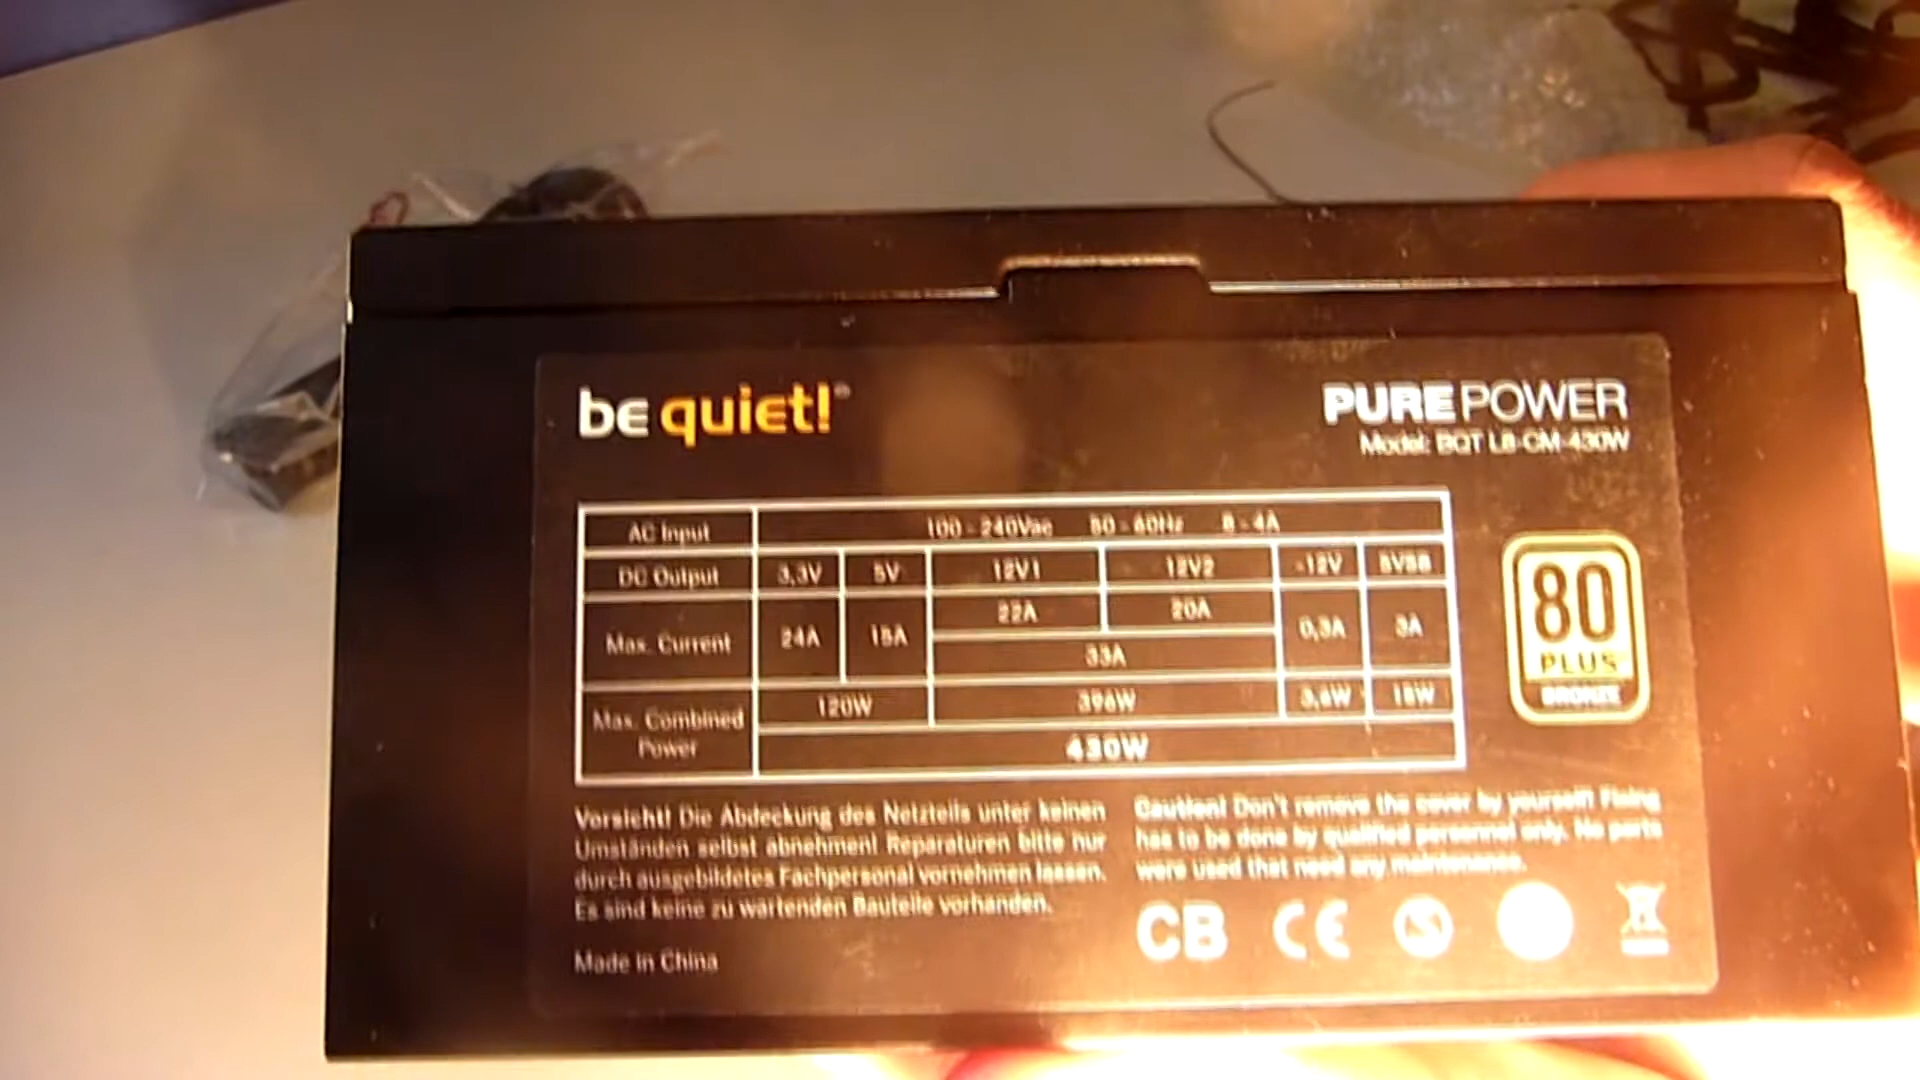 be quiet!®
PUREPOWER
Model: BQT L8-CM-430W
AC Input 100 - 240Vac 50 - 60Hz 8 - 4A
DC Output 3,3V 5V 12V1 12V2 -12V 5VSB
Max. Current 24A 15A 22A 20A 0,3A 3A
33A
Max. Combined Power 120W 396W 3,6W 15W
430W
80
PLUS
BRONZE
Vorsicht! Die Abdeckung des Netzteils unter keinen
Umständen selbst abnehmen! Reparaturen bitte nur
durch ausgebildetes Fachpersonal vornehmen lassen.
Es sind keine zu wartenden Bauteile vorhanden.
Made in China
Caution! Don't remove the cover by yourself! Fixing
has to be done by qualified personnel only. No parts
were used that need any maintenance.
CB CE